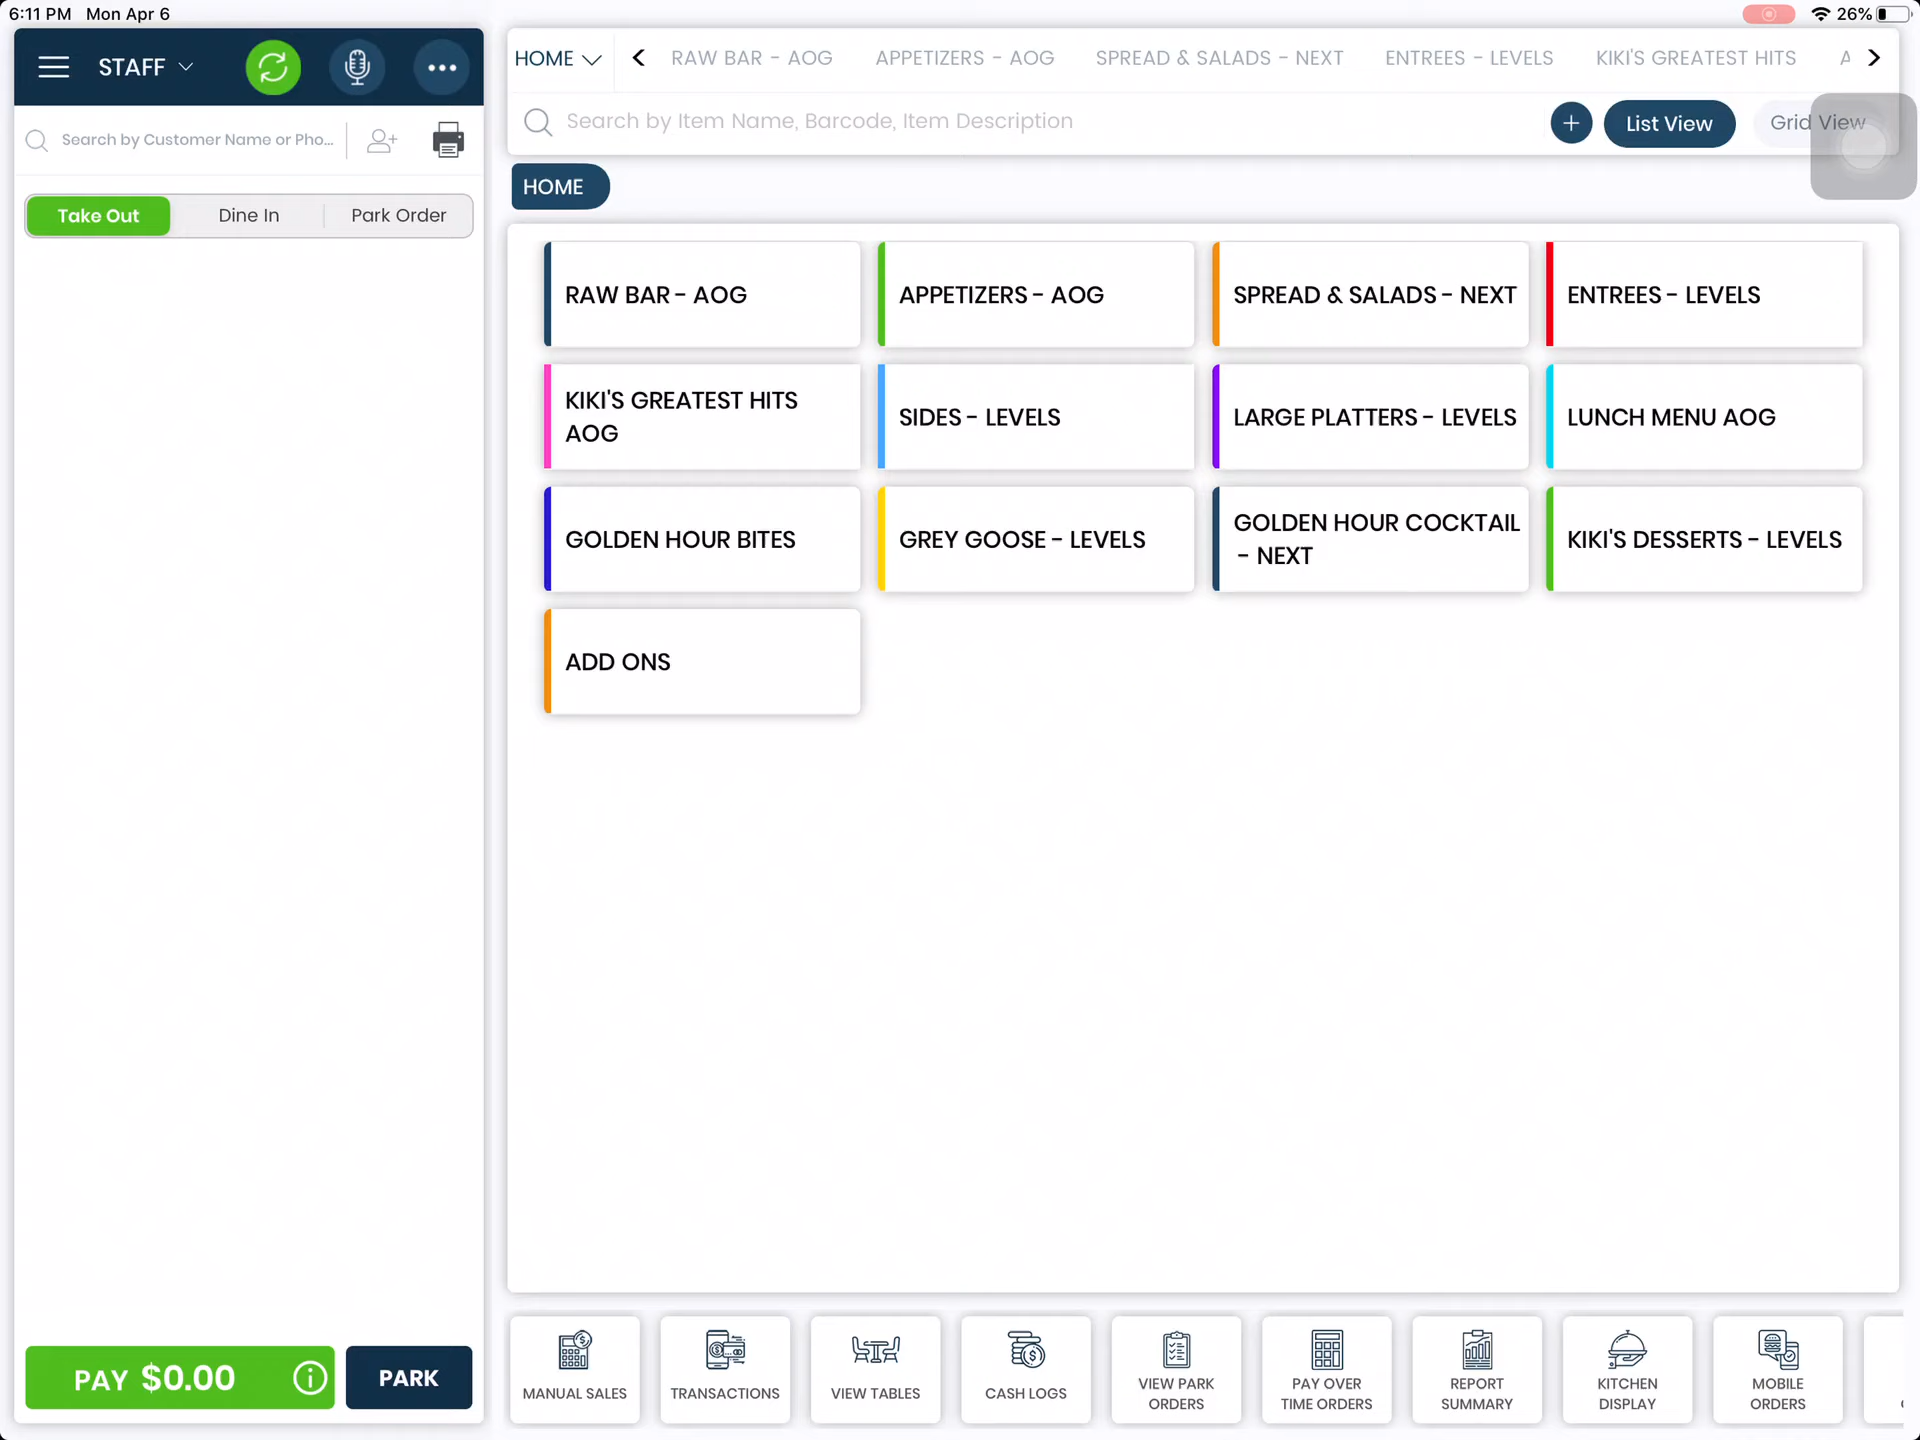 6:11 PM Mon Apr 6
26%
STAFF
Search by Customer Name or Pho...
Take Out
Dine In
Park Order
PAY $0.00
PARK
HOME
RAW BAR - AOG
APPETIZERS - AOG
SPREAD & SALADS - NEXT
ENTREES - LEVELS
KIKI'S GREATEST HITS
A
Search by Item Name, Barcode, Item Description
+
List View
Grid View
HOME
RAW BAR - AOG
APPETIZERS - AOG
SPREAD & SALADS - NEXT
ENTREES - LEVELS
KIKI'S GREATEST HITS
AOG
SIDES - LEVELS
LARGE PLATTERS - LEVELS
LUNCH MENU AOG
GOLDEN HOUR BITES
GREY GOOSE - LEVELS
GOLDEN HOUR COCKTAIL
- NEXT
KIKI'S DESSERTS - LEVELS
ADD ONS
MANUAL SALES
TRANSACTIONS
VIEW TABLES
CASH LOGS
VIEW PARK
ORDERS
PAY OVER
TIME ORDERS
REPORT
SUMMARY
KITCHEN
DISPLAY
MOBILE
ORDERS